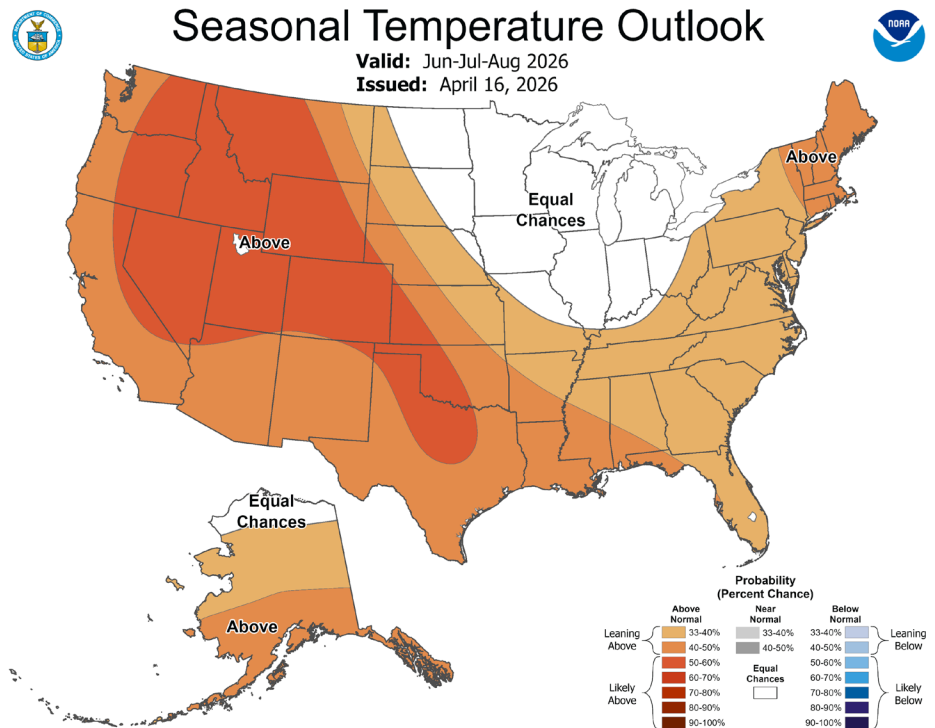 Seasonal Temperature Outlook
Valid: Jun-Jul-Aug 2026
Issued: April 16, 2026
NOAA
Above
Equal
Chances
Above
Equal
Chances
Above
Probability
(Percent Chance)
Above
Normal
Near
Normal
Below
Normal
Leaning
Above
33-40%
40-50%
33-40%
40-50%
33-40%
40-50%
Leaning
Below
Likely
Above
50-60%
60-70%
70-80%
80-90%
90-100%
Equal
Chances
50-60%
60-70%
70-80%
80-90%
90-100%
Likely
Below